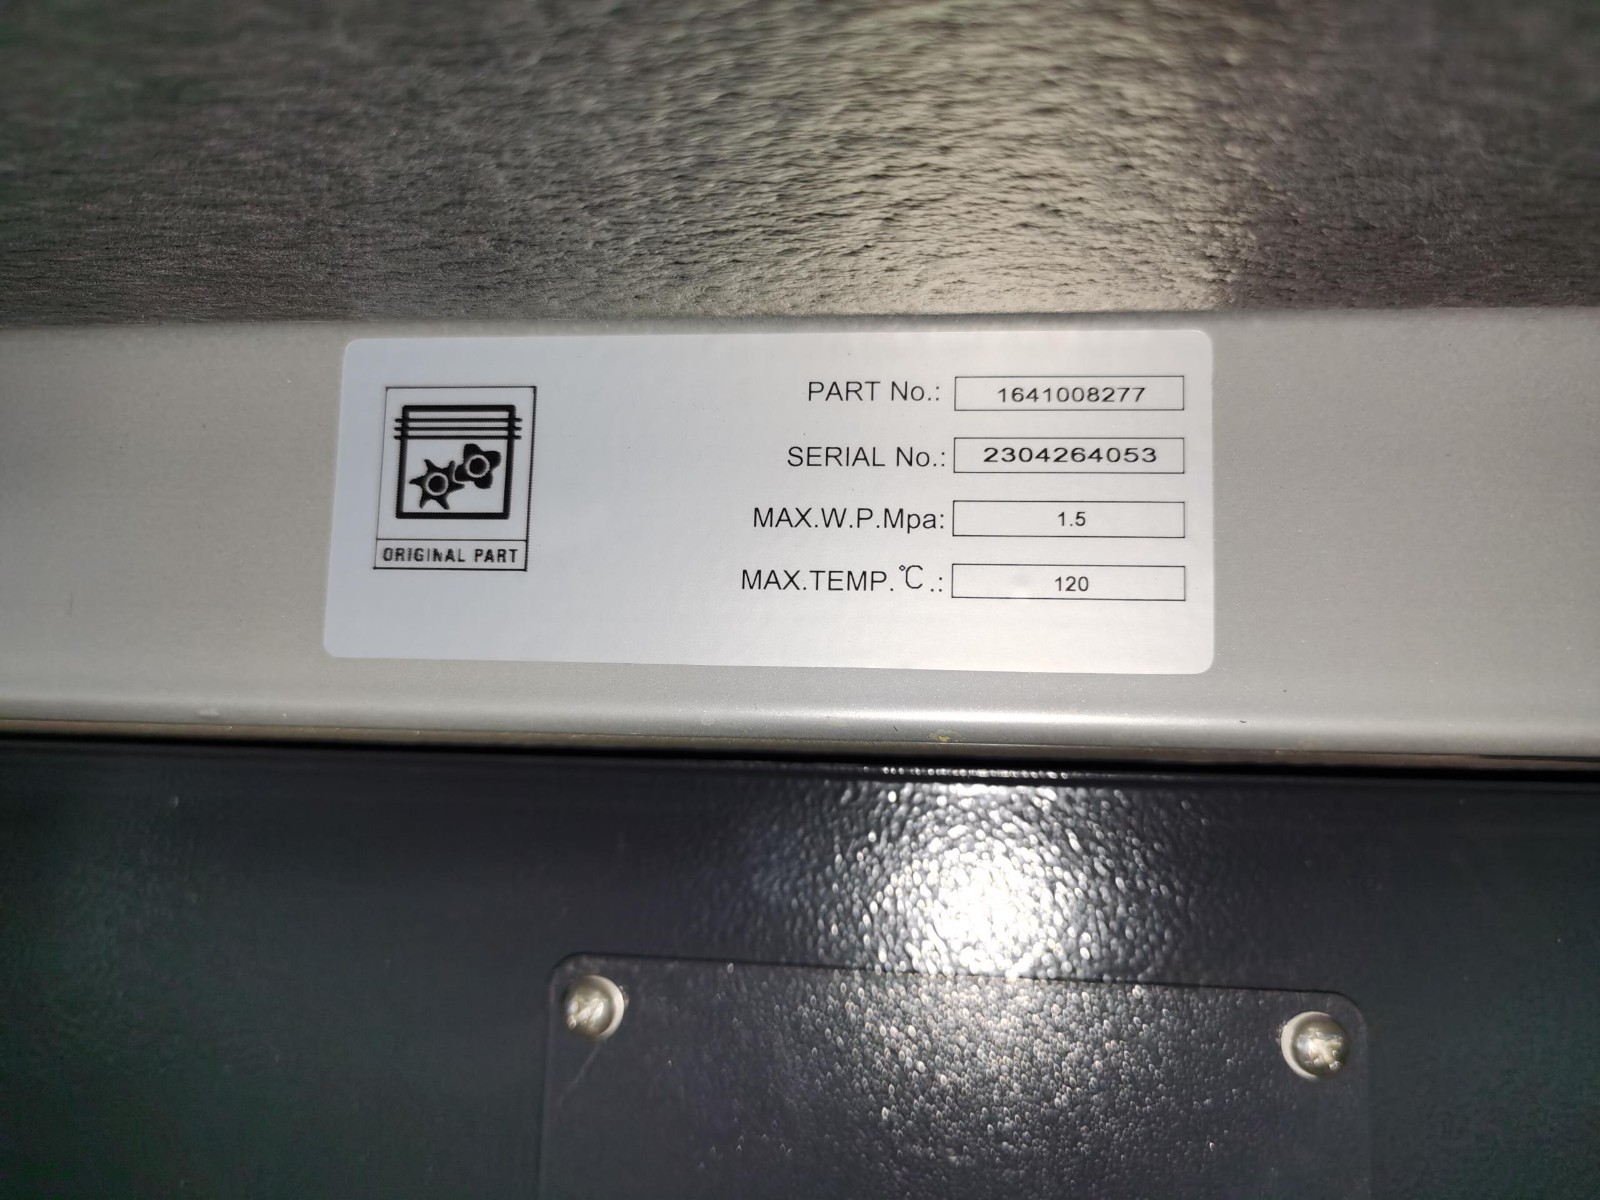 PART No.: 1641008277
SERIAL No.: 2304264053
MAX.W.P.Mpa: 1.5
MAX.TEMP.℃.: 120
ORIGINAL PART